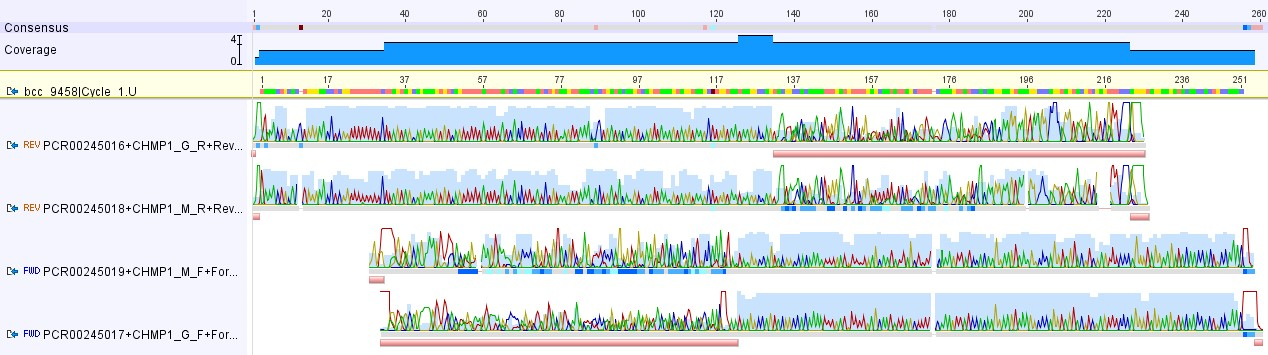 1 20 40 60 80 100 120 140 160 180 200 220 240 260
Consensus
Coverage 4 0
1 17 37 57 77 97 117 137 157 176 196 216 236 251
bcc_9458|Cycle_1.U
REV PCR00245016+CHMP1_G_R+Rev...
REV PCR00245018+CHMP1_M_R+Rev...
FWD PCR00245019+CHMP1_M_F+For...
FWD PCR00245017+CHMP1_G_F+For...